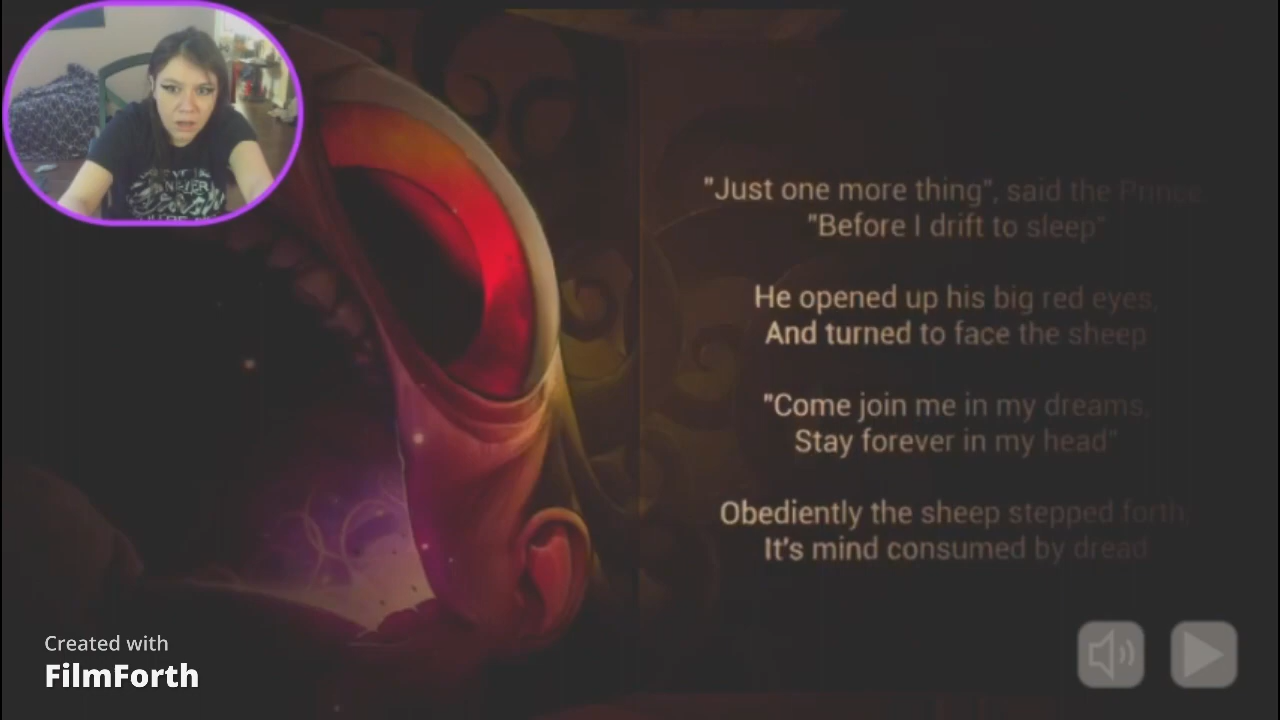 "Just one more thing", said the Prince,
"Before I drift to sleep"
He opened up his big red eyes,
And turned to face the sheep
"Come join me in my dreams,
Stay forever in my head"
Obediently the sheep stepped forth,
It's mind consumed by dread
Created with
FilmForth